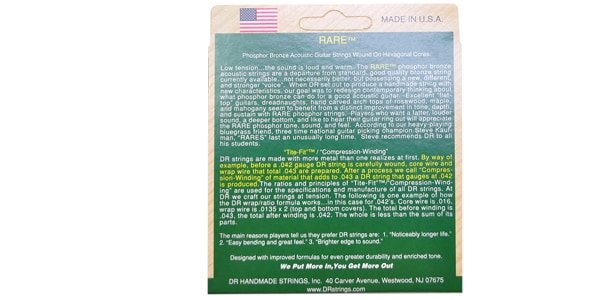 MADE IN U.S.A.
RARE™
Phosphor Bronze Acoustic Guitar Strings Wound On Hexagonal Cores.
Low tension...the sound is loud and warm. The RARE™ phosphor bronze
acoustic strings are a departure from standard, good quality bronze string
currently available...not necessarily better, but possessing a new, different,
and stronger "voice". When DR set out to produce a handmade string with
new characteristics, our goal was to redesign contemporary thinking about
what phosphor bronze can do for a good acoustic guitar. Excellent "flat-
top" guitars, dreadnaughts, hand carved arch tops of rosewood, maple,
and mahogany seem to benefit from a distinct improvement in tone, depth,
and sustain with RARE phosphor strings. Players who want a fatter, louder
sound, a deeper bottom, and like to hear their guitar ring out will appreciate
the RARE phosphor tone, sound, and feel. According to our heavy-playing
bluegrass friend, three time national guitar picking champion Steve Kauf-
man, "RARES" last an unusually long time. Steve recommends DR to all
his students.
"Tite-Fit"™ / "Compression-Winding"
DR strings are made with more metal than one realizes at first. By way of
example, before a .042 gauge DR string is carefully wound, core wire and
wrap wire that total .043 are prepared. After a process we call "Compres-
sion-Winding" of material that adds to .043 a DR string that gauges at .042
is produced.The ratios and principles of "Tite-Fit"™/"Compression-Wind-
ing" are used for the specifications and manufacture of all DR strings. At
DR we craft our strings at tension. The following is one example of how
the DR wrap/ratio formula works...in this case for .042's. Core wire is .016,
wrap wire is .0135 x 2 (top and bottom covers). The total before winding is
.043, the total after winding is .042. The whole is less than the sum of its
parts.
The main reasons players tell us they prefer DR strings are: 1. "Noticeably longer life."
2. "Easy bending and great feel." 3. "Brighter edge to sound."
Designed with improved formulas for even greater durability and enriched tone.
We Put More In,You Get More Out
DR HANDMADE STRINGS, Inc. 40 Carver Avenue, Westwood, NJ 07675
www.DRstrings.com